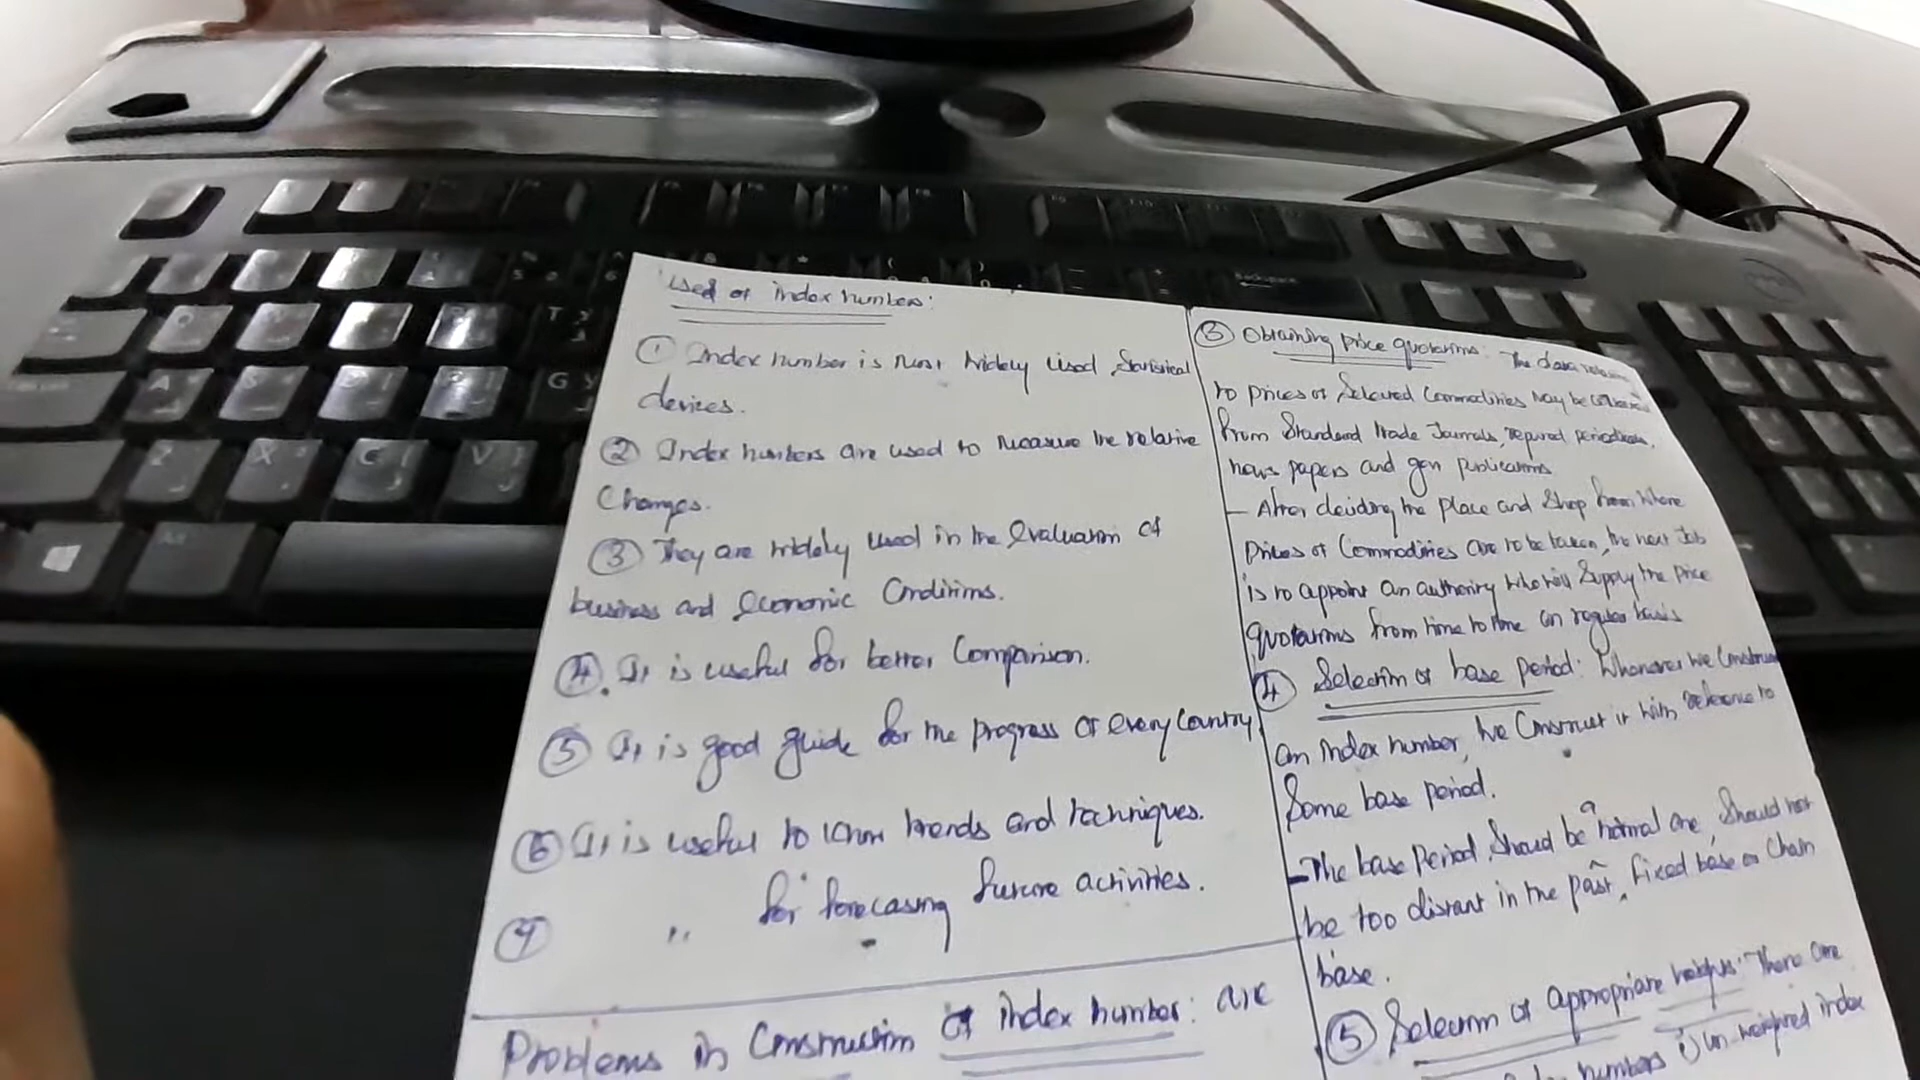 Uses of index number:
① Index number is most widely used statistical
devices.
② Index numbers are used to measure the relative
Changes.
③ They are widely used in the evaluation of
business and economic Conditions.
④. It is useful for better Comparison.
⑤ It is good guide for the progress of every Country
⑥ It is useful to know trends and techniques.
⑦ " for forecasing future activities.
Problems in Construction of index number: are
③ Obtaining price quotations: The data relating
to prices of Selected Commodities may be collected
from Standard trade Journals, reputed periodicals,
news papers and gov publications
- After deciding the place and Shop from where
Prices of Commodities are to be taken, the next Job
is to appoint an authority who will Supply the price
quotations from time to time on regular basis
④ Selection of base period: Whenever we Construct
an index number, we Construct it with reference to
Some base period.
- The base Period should be a normal one, Should not
be too distant in the past, fixed base or Chain
base.
⑤ Selection of appropriate weights: There are
index numbers i) un weighted index
T
G
A
Z
X
C
V
Backspace